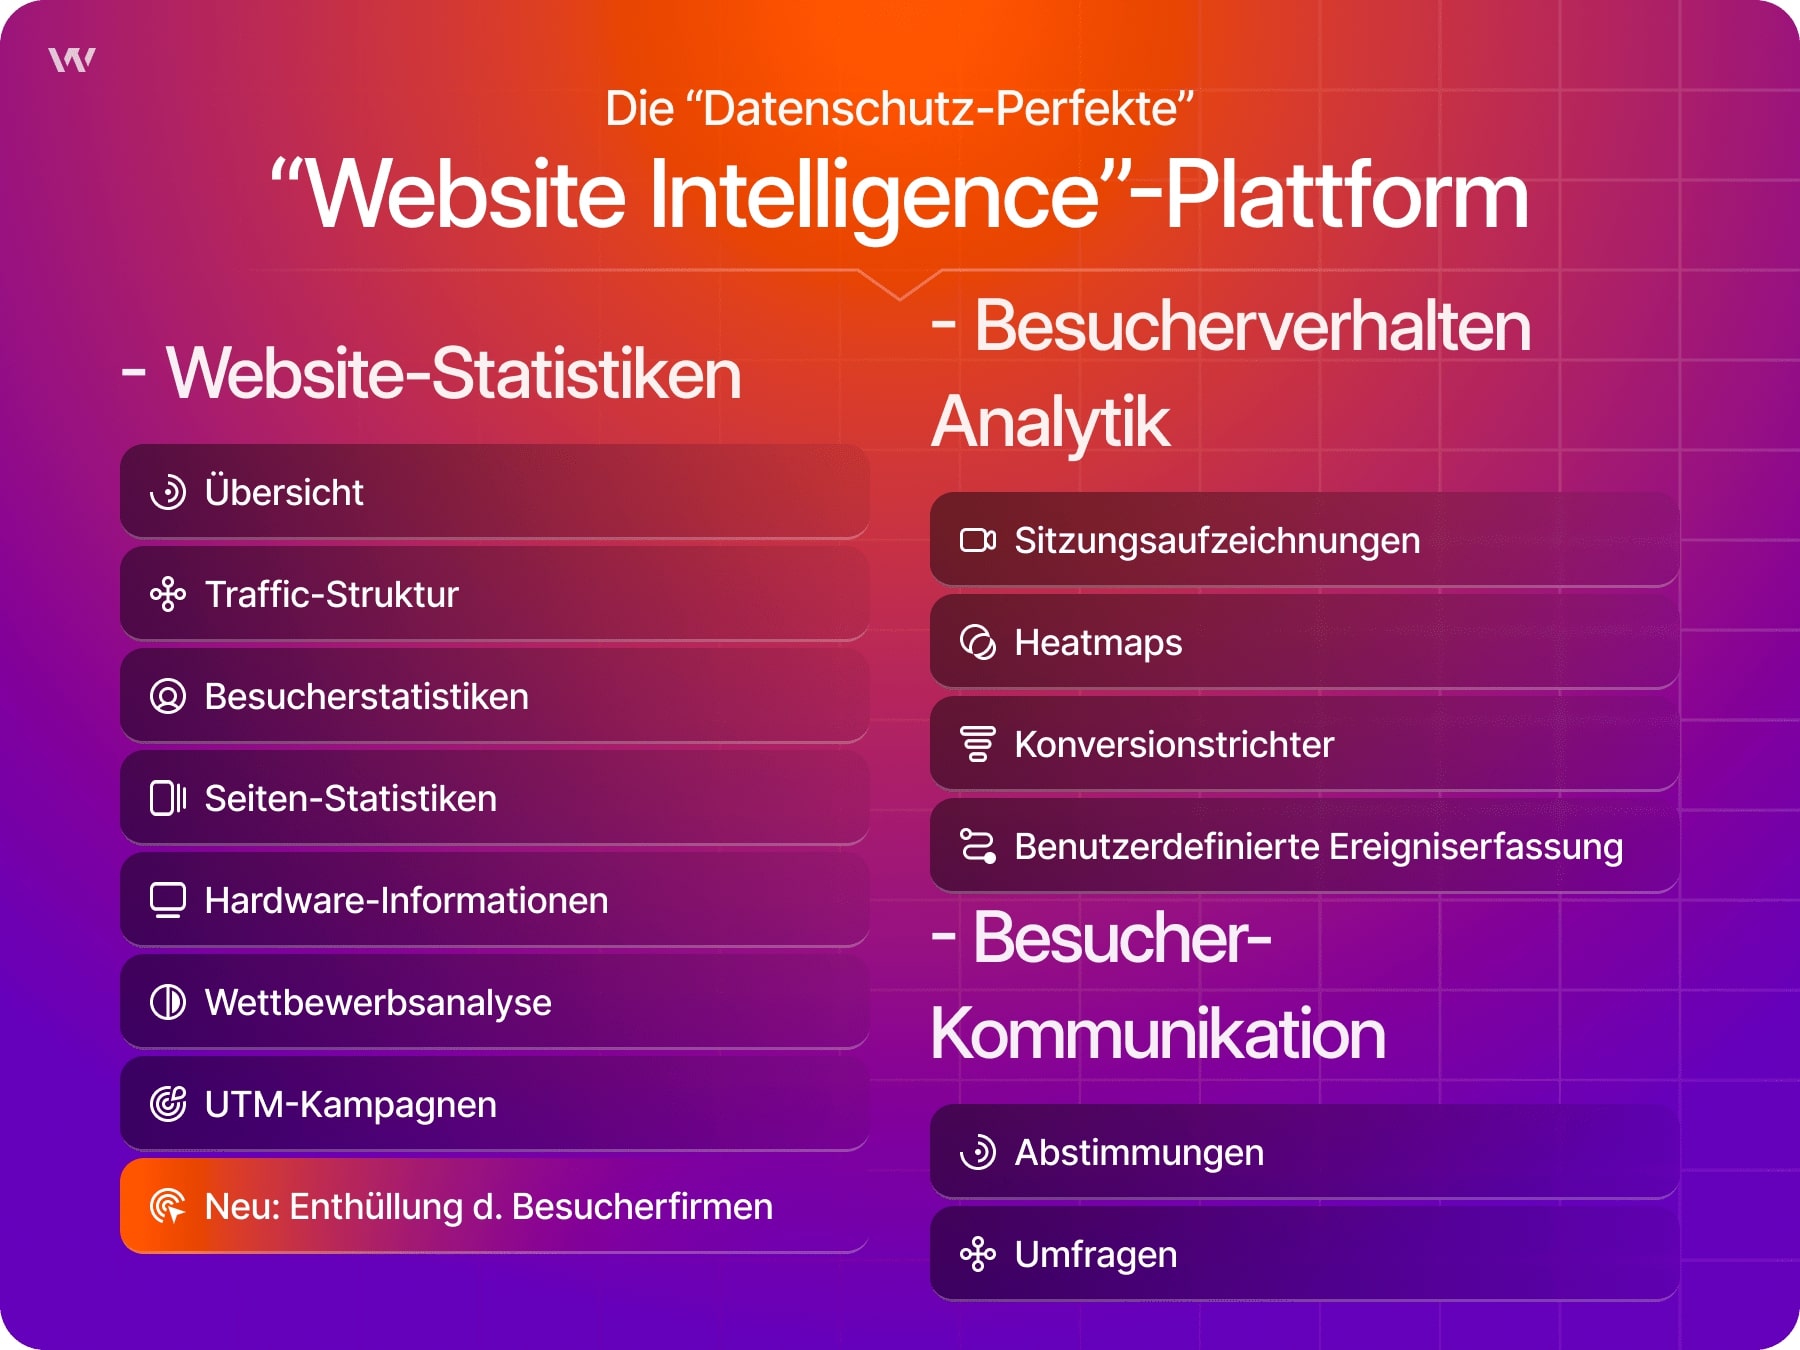 Die “Datenschutz-Perfekte”
“Website Intelligence”-Plattform
- Website-Statistiken
Übersicht
Traffic-Struktur
Besucherstatistiken
Seiten-Statistiken
Hardware-Informationen
Wettbewerbsanalyse
UTM-Kampagnen
Neu: Enthüllung d. Besucherfirmen
- Besucherverhalten
Analytik
Sitzungsaufzeichnungen
Heatmaps
Konversionstrichter
Benutzerdefinierte Ereigniserfassung
- Besucher-
Kommunikation
Abstimmungen
Umfragen